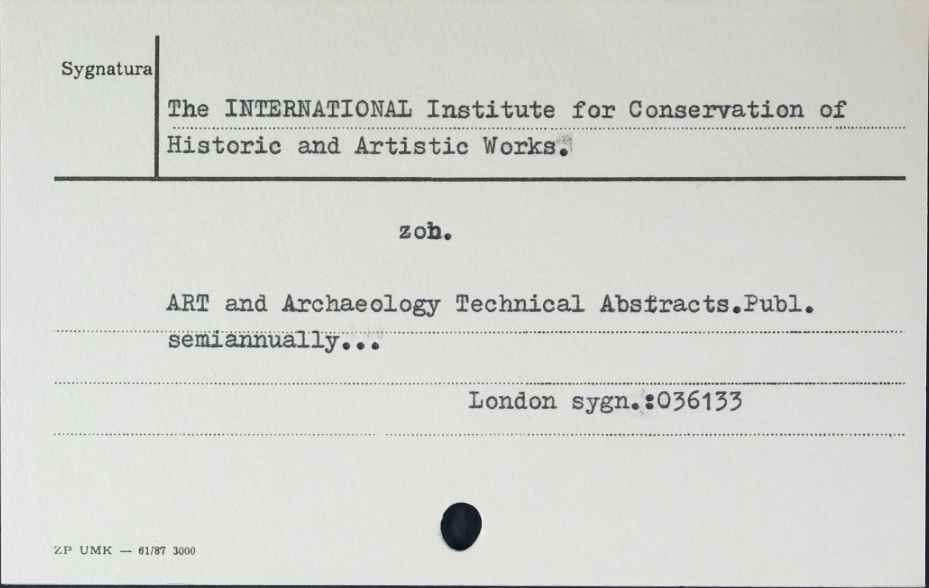 Sygnatura
The INTERNATIONAL Institute for Conservation of
Historic and Artistic Works.
zob.
ART and Archaeology Technical Abstracts.Publ.
semiannually...
London sygn.:036133
ZP UMK — 61/87 3000